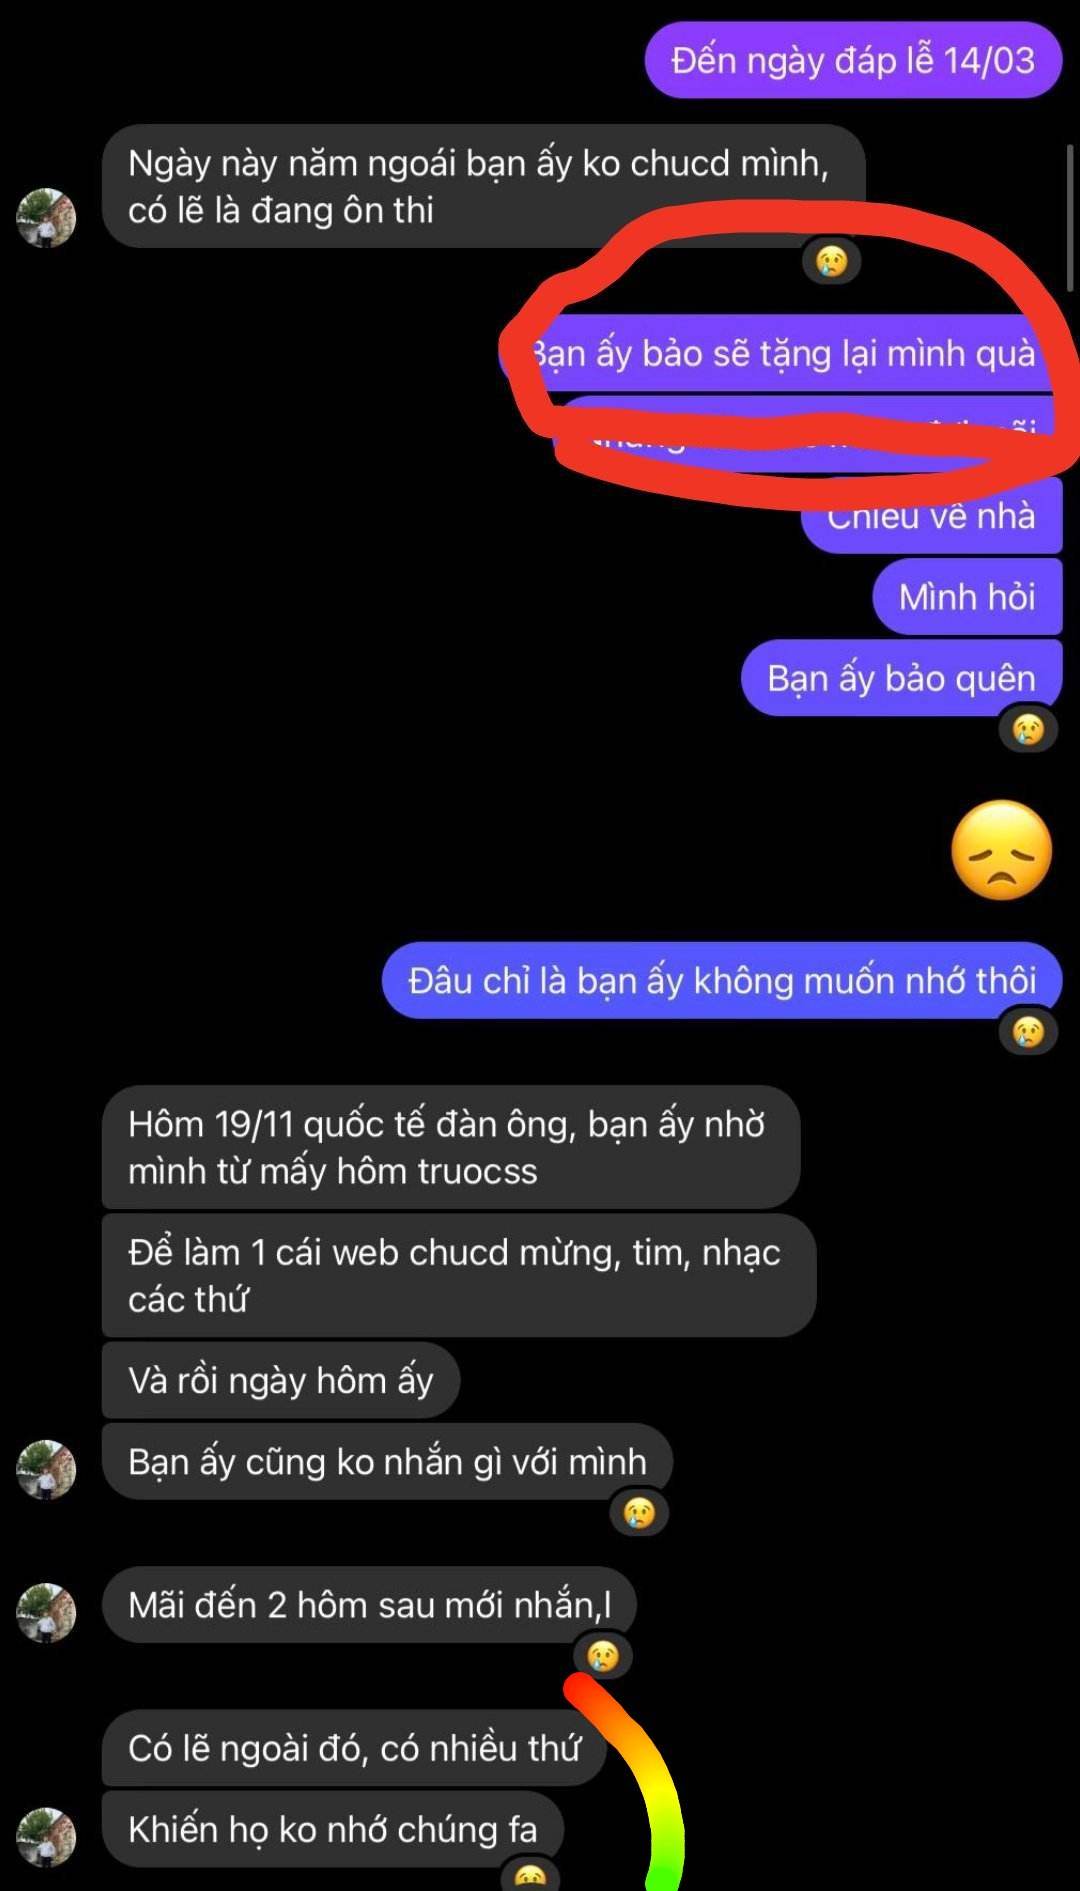 Đến ngày đáp lễ 14/03
Ngày này năm ngoái bạn ấy ko chucd mình,
có lẽ là đang ôn thi
Bạn ấy bảo sẽ tặng lại mình quà
Chiều về nhà
Mình hỏi
Bạn ấy bảo quên
Đâu chỉ là bạn ấy không muốn nhớ thôi
Hôm 19/11 quốc tế đàn ông, bạn ấy nhờ
mình từ mấy hôm truocss
Để làm 1 cái web chucd mừng, tim, nhạc
các thứ
Và rồi ngày hôm ấy
Bạn ấy cũng ko nhắn gì với mình
Mãi đến 2 hôm sau mới nhắn,l
Có lẽ ngoài đó, có nhiều thứ
Khiến họ ko nhớ chúng fa